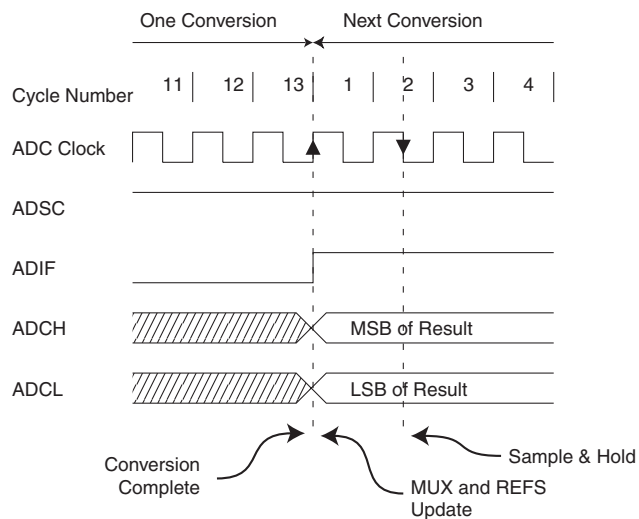 One Conversion Next Conversion
Cycle Number 11 12 13 1 2 3 4
ADC Clock
ADSC
ADIF
ADCH MSB of Result
ADCL LSB of Result
Conversion
Complete
MUX and REFS
Update
Sample & Hold